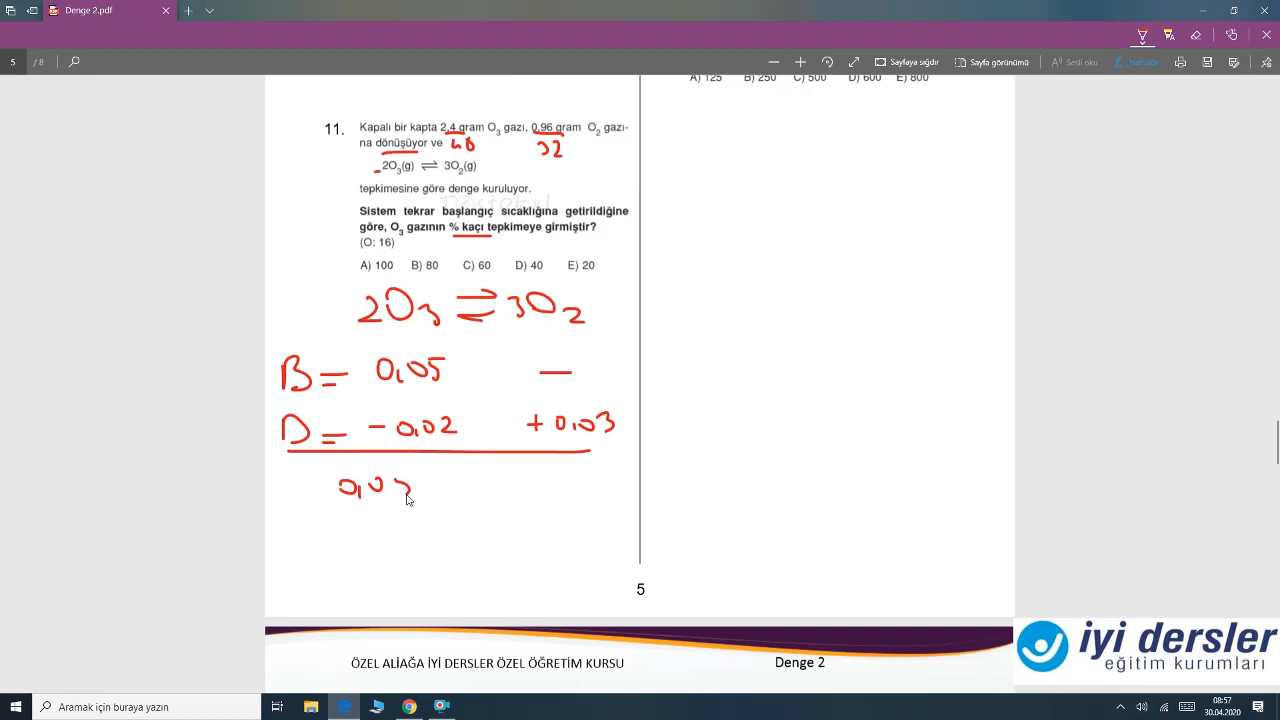 Denge 2.pdf
5 /8
Sayfaya sığdır
Sayfa görünümü
Sesli oku
Not ekle
A) 125 B) 250 C) 500 D) 600 E) 800
11. Kapalı bir kapta 2,4 gram O3 gazı, 0,96 gram O2 gazı-
na dönüşüyor ve
48 32
2O3(g) ⇌ 3O2(g)
tepkimesine göre denge kuruluyor.
Testokul
Sistem tekrar başlangıç sıcaklığına getirildiğine
göre, O3 gazının % kaçı tepkimeye girmiştir?
(O: 16)
A) 100 B) 80 C) 60 D) 40 E) 20
2O3 ⇌ 3O2
B = 0,05 —
D = - 0,02 + 0,03
0,0
5
ÖZEL ALİAĞA İYİ DERSLER ÖZEL ÖĞRETİM KURSU
Denge 2
iyi dersler
eğitim kurumları
Aramak için buraya yazın
08:57
30.04.2020